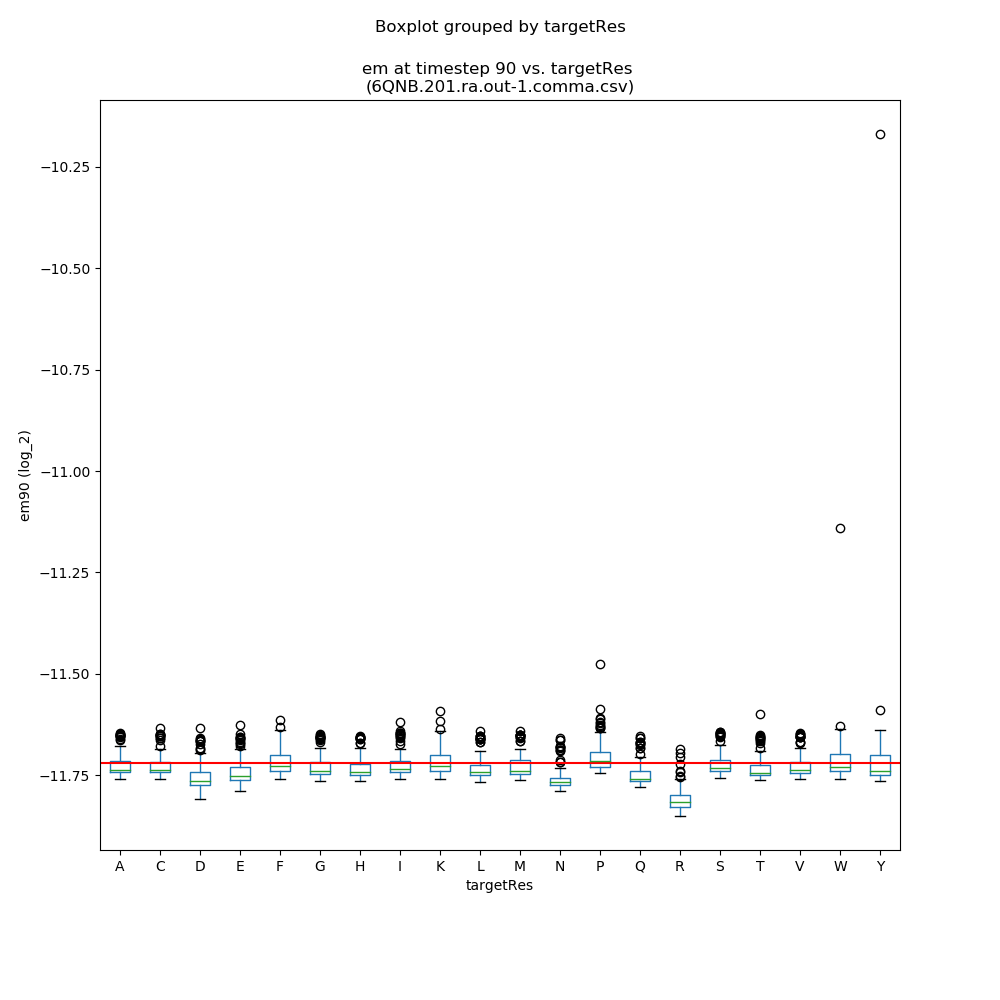 Boxplot grouped by targetRes
em at timestep 90 vs. targetRes
(6QNB.201.ra.out-1.comma.csv)
−10.25
−10.50
−10.75
−11.00
−11.25
−11.50
−11.75
em90 (log_2)
A C D E F G H I K L M N P Q R S T V W Y
targetRes